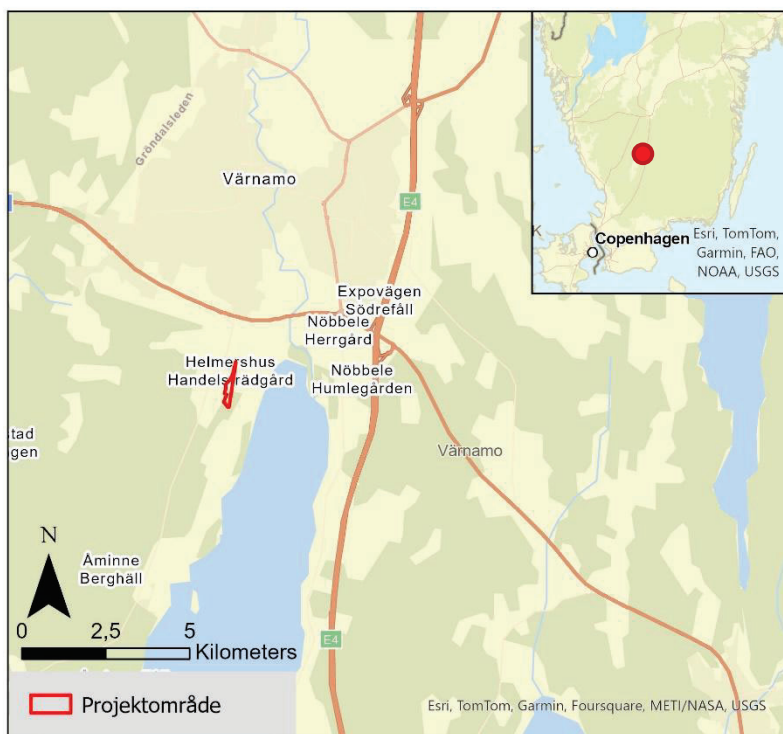 Gröndalsleden
Värnamo
E4
Expovägen
Södrefåll
Nöbbele
Herrgård
Helmershus
Handelsträdgård
Nöbbele
Humlegården
Värnamo
Åminne
Berghäll
E4
N
0 2,5 5
Kilometers
Projektområde
Esri, TomTom, Garmin, Foursquare, METI/NASA, USGS
Copenhagen
K
Esri, TomTom,
Garmin, FAO,
NOAA, USGS
stad
gen